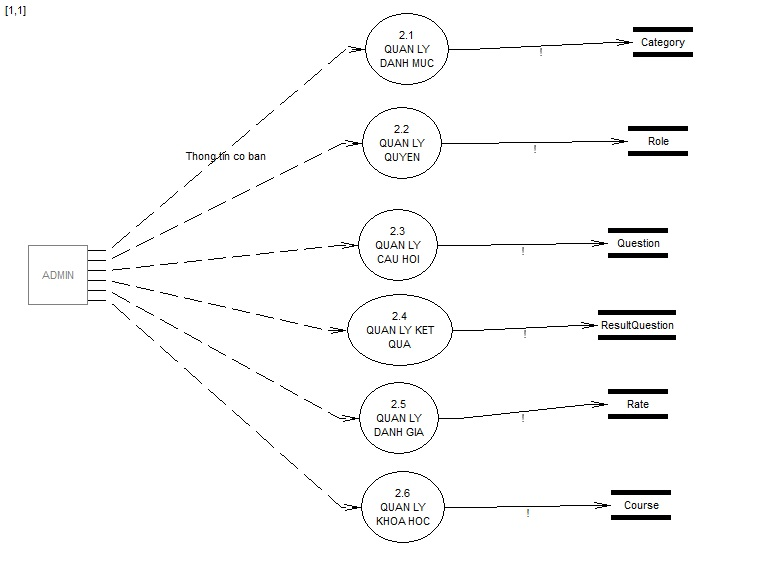 [1,1]
2.1
QUAN LY
DANH MUC
!
Category
2.2
QUAN LY
QUYEN
!
Role
Thong tin co ban
2.3
QUAN LY
CAU HOI
!
Question
ADMIN
2.4
QUAN LY KET
QUA
!
ResultQuestion
2.5
QUAN LY
DANH GIA
!
Rate
2.6
QUAN LY
KHOA HOC
!
Course